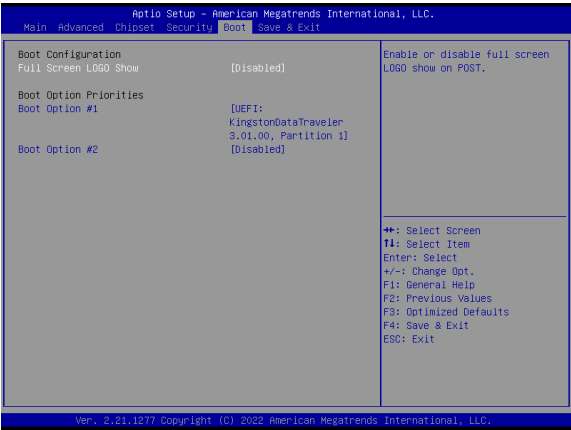 Aptio Setup – American Megatrends International, LLC.
Main Advanced Chipset Security Boot Save & Exit
Boot Configuration
Full Screen LOGO Show [Disabled]
Boot Option Priorities
Boot Option #1 [UEFI:
KingstonDataTraveler
3.01.00, Partition 1]
Boot Option #2 [Disabled]
Enable or disable full screen
LOGO show on POST.
→←: Select Screen
↑↓: Select Item
Enter: Select
+/-: Change Opt.
F1: General Help
F2: Previous Values
F3: Optimized Defaults
F4: Save & Exit
ESC: Exit
Ver. 2.21.1277 Copyright (C) 2022 American Megatrends International, LLC.